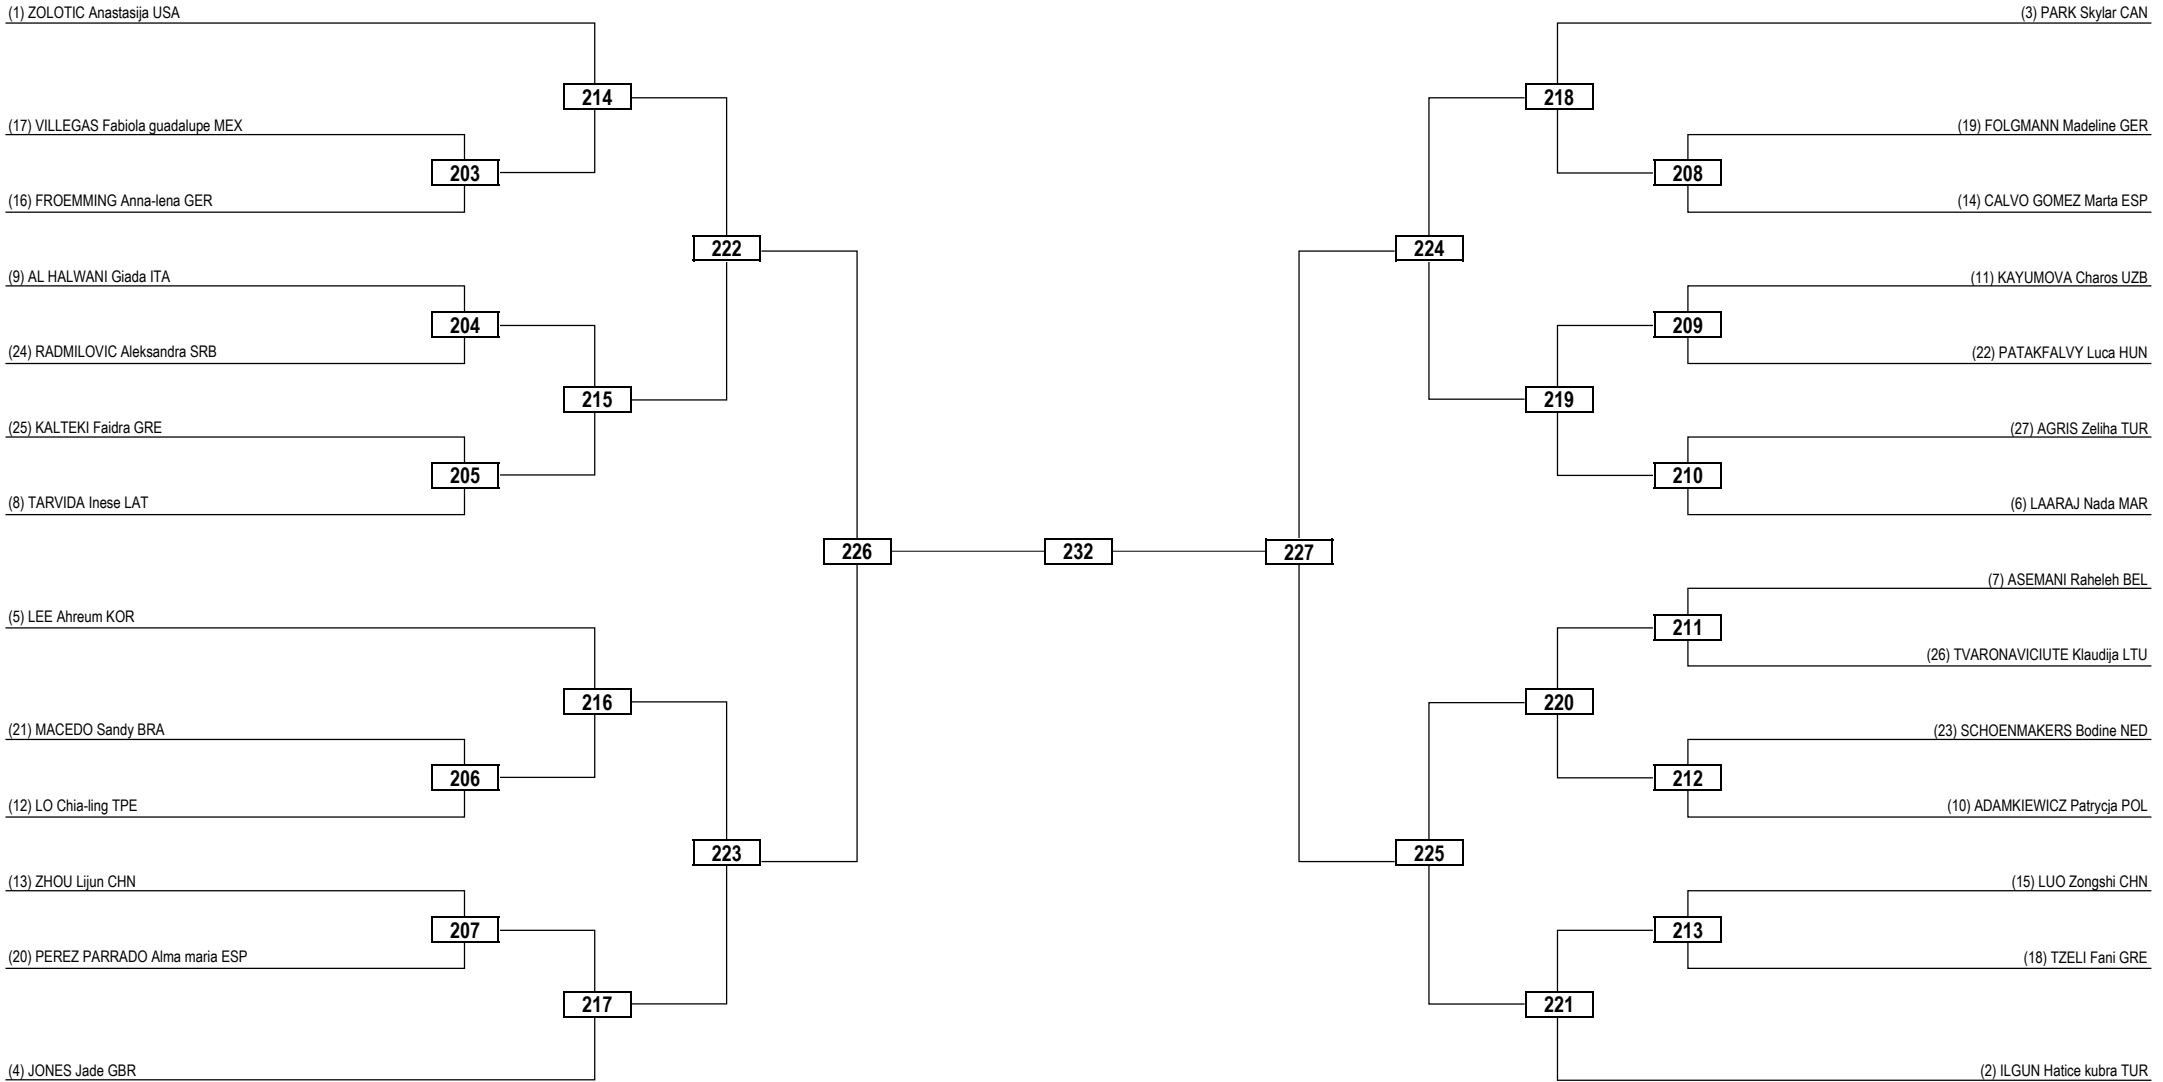 (1) ZOLOTIC Anastasija USA
214
(17) VILLEGAS Fabiola guadalupe MEX
203
(16) FROEMMING Anna-lena GER
222
(9) AL HALWANI Giada ITA
204
(24) RADMILOVIC Aleksandra SRB
215
(25) KALTEKI Faidra GRE
205
(8) TARVIDA Inese LAT
226
(5) LEE Ahreum KOR
216
(21) MACEDO Sandy BRA
206
(12) LO Chia-ling TPE
223
(13) ZHOU Lijun CHN
207
(20) PEREZ PARRADO Alma maria ESP
217
(4) JONES Jade GBR
232
(3) PARK Skylar CAN
218
(19) FOLGMANN Madeline GER
208
(14) CALVO GOMEZ Marta ESP
224
(11) KAYUMOVA Charos UZB
209
(22) PATAKFALVY Luca HUN
219
(27) AGRIS Zeliha TUR
210
(6) LAARAJ Nada MAR
227
(7) ASEMANI Raheleh BEL
211
(26) TVARONAVICIUTE Klaudija LTU
220
(23) SCHOENMAKERS Bodine NED
212
(10) ADAMKIEWICZ Patrycja POL
225
(15) LUO Zongshi CHN
213
(18) TZELI Fani GRE
221
(2) ILGUN Hatice kubra TUR